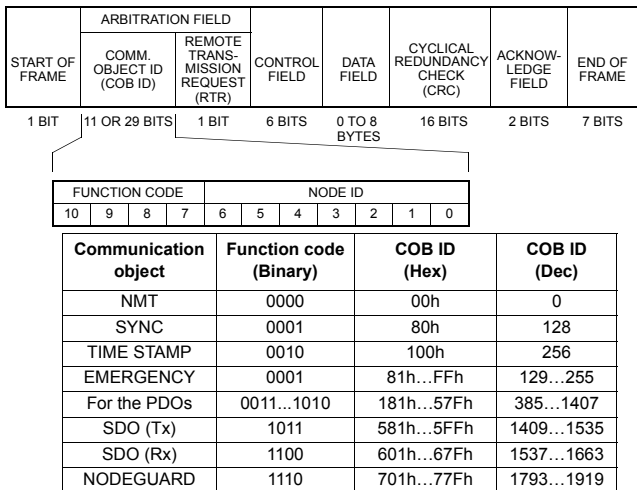 ARBITRATION FIELD
START OF
FRAME
COMM.
OBJECT ID
(COB ID)
REMOTE
TRANS-
MISSION
REQUEST
(RTR)
CONTROL
FIELD
DATA
FIELD
CYCLICAL
REDUNDANCY
CHECK
(CRC)
ACKNOW-
LEDGE
FIELD
END OF
FRAME
1 BIT 11 OR 29 BITS 1 BIT 6 BITS 0 TO 8
BYTES 16 BITS 2 BITS 7 BITS
FUNCTION CODE NODE ID
10 9 8 7 6 5 4 3 2 1 0
Communication
object
Function code
(Binary)
COB ID
(Hex)
COB ID
(Dec)
NMT 0000 00h 0
SYNC 0001 80h 128
TIME STAMP 0010 100h 256
EMERGENCY 0001 81h…FFh 129…255
For the PDOs 0011...1010 181h…57Fh 385…1407
SDO (Tx) 1011 581h…5FFh 1409…1535
SDO (Rx) 1100 601h…67Fh 1537…1663
NODEGUARD 1110 701h…77Fh 1793…1919